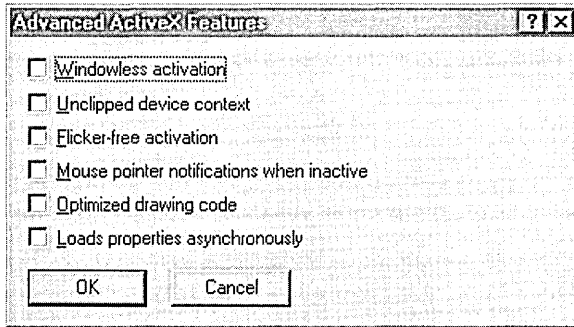 Advanced ActiveX Features
Windowless activation
Unclipped device context
Flicker-free activation
Mouse pointer notifications when inactive
Optimized drawing code
Loads properties asynchronously
OK Cancel